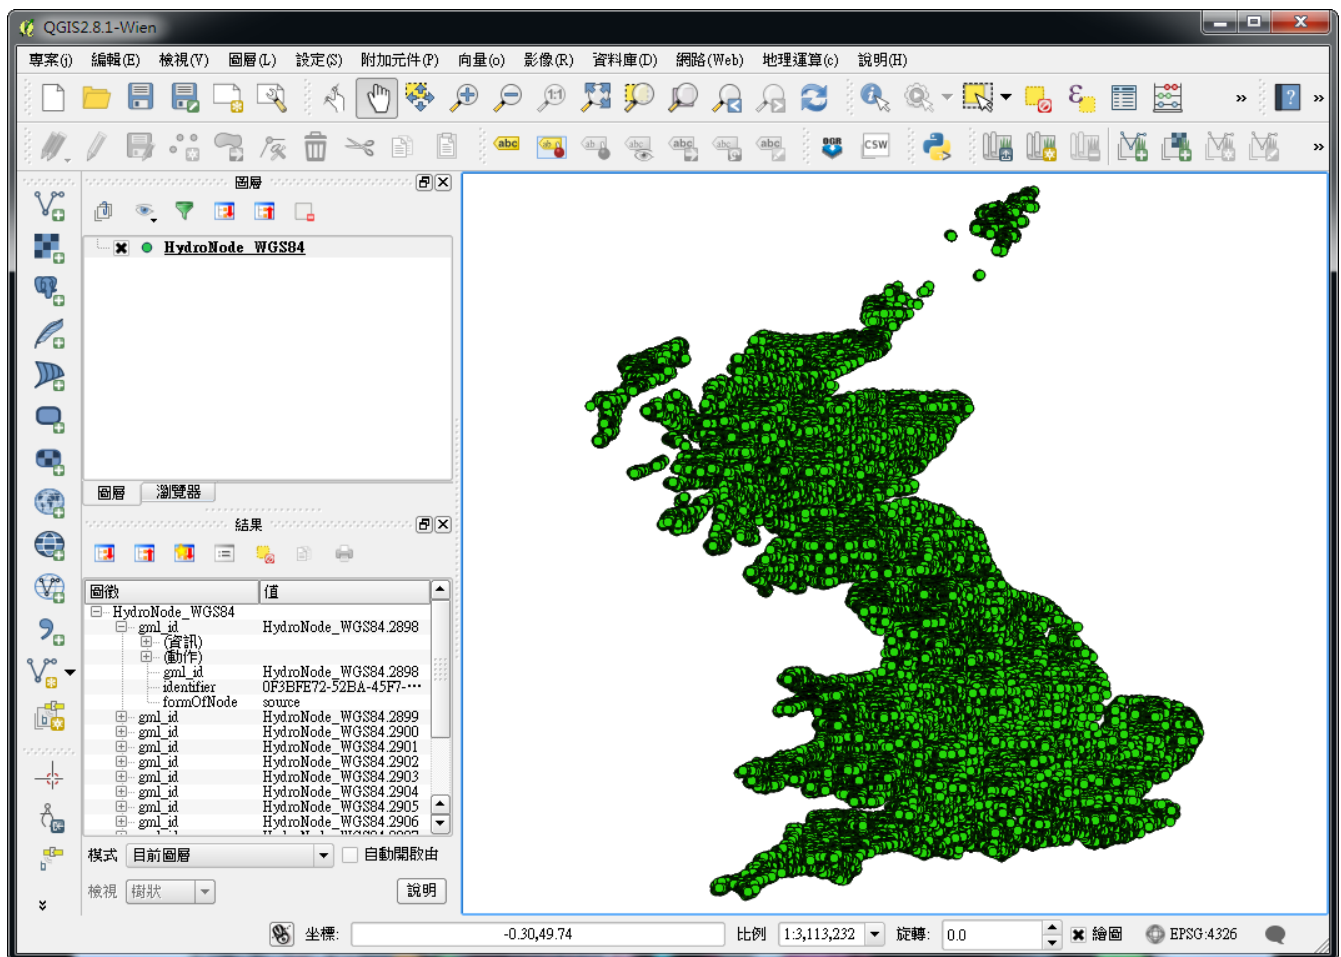 QGIS2.8.1-Wien
專案(j) 編輯(E) 檢視(V) 圖層(L) 設定(S) 附加元件(P) 向量(o) 影像(R) 資料庫(D) 網路(Web) 地理運算(c) 說明(H)
abc
OGR CSW
圖層
HydroNode_WGS84
圖層 瀏覽器
結果
圖徵 值
HydroNode_WGS84
gml_id HydroNode_WGS84.2898
(資訊)
(動作)
gml_id HydroNode_WGS84.2898
identifier 0F3BFE72-52BA-45F7-···
formOfNode source
gml_id HydroNode_WGS84.2899
gml_id HydroNode_WGS84.2900
gml_id HydroNode_WGS84.2901
gml_id HydroNode_WGS84.2902
gml_id HydroNode_WGS84.2903
gml_id HydroNode_WGS84.2904
gml_id HydroNode_WGS84.2905
gml_id HydroNode_WGS84.2906
模式 目前圖層 自動開啟由
檢視 樹狀 說明
坐標: -0.30,49.74 比例 1:3,113,232 旋轉: 0.0 繪圖 EPSG:4326